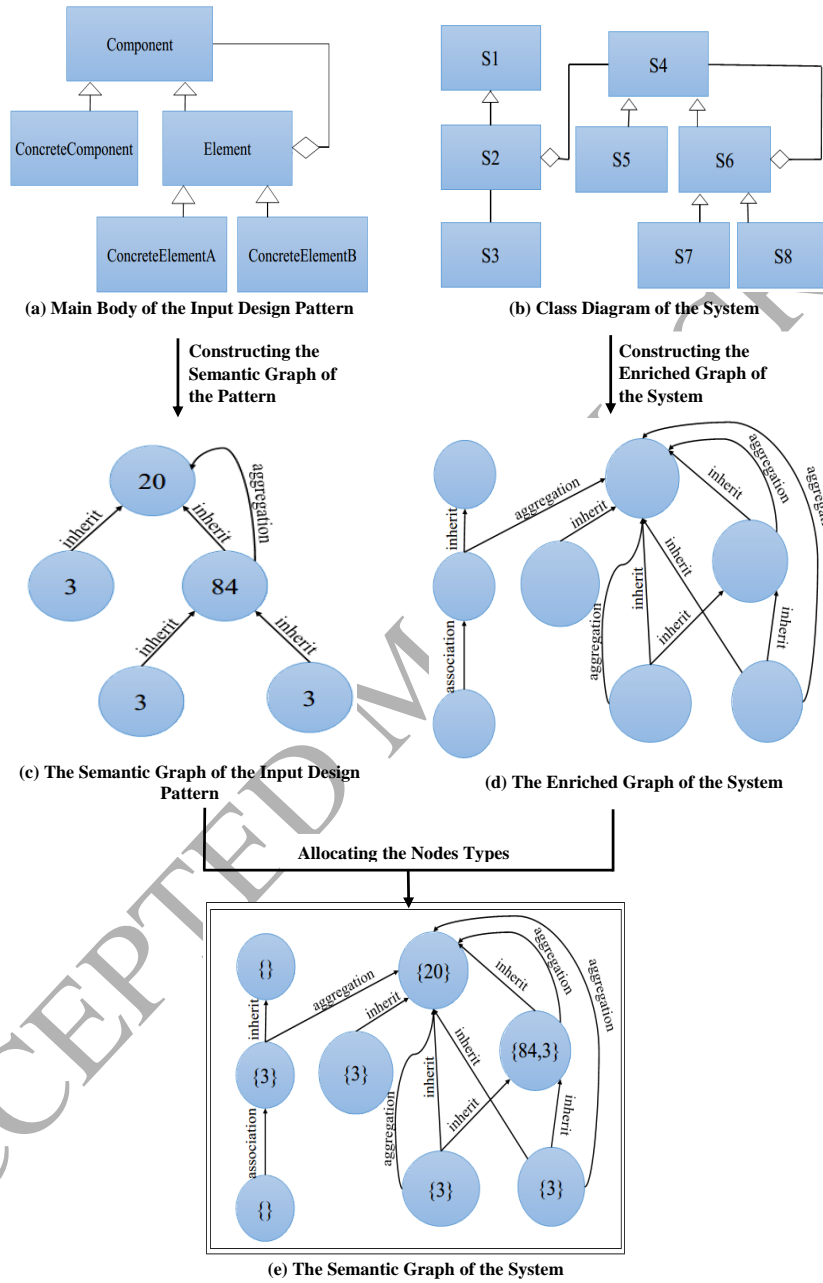 Component
ConcreteComponent
Element
ConcreteElementA
ConcreteElementB
(a) Main Body of the Input Design Pattern
S1
S4
S2
S5
S6
S3
S7
S8
(b) Class Diagram of the System
Constructing the
Semantic Graph of
the Pattern
Constructing the
Enriched Graph of
the System
20
aggregation
inherit
inherit
3
84
inherit
inherit
3
3
(c) The Semantic Graph of the Input Design
Pattern
aggregation
aggregation
aggregation
inherit
inherit
inherit
inherit
inherit
inherit
inherit
aggregation
association
(d) The Enriched Graph of the System
Allocating the Nodes Types
{}
{20}
aggregation
aggregation
aggregation
inherit
inherit
inherit
{3}
{3}
{84,3}
inherit
inherit
inherit
inherit
aggregation
association
{}
{3}
{3}
(e) The Semantic Graph of the System